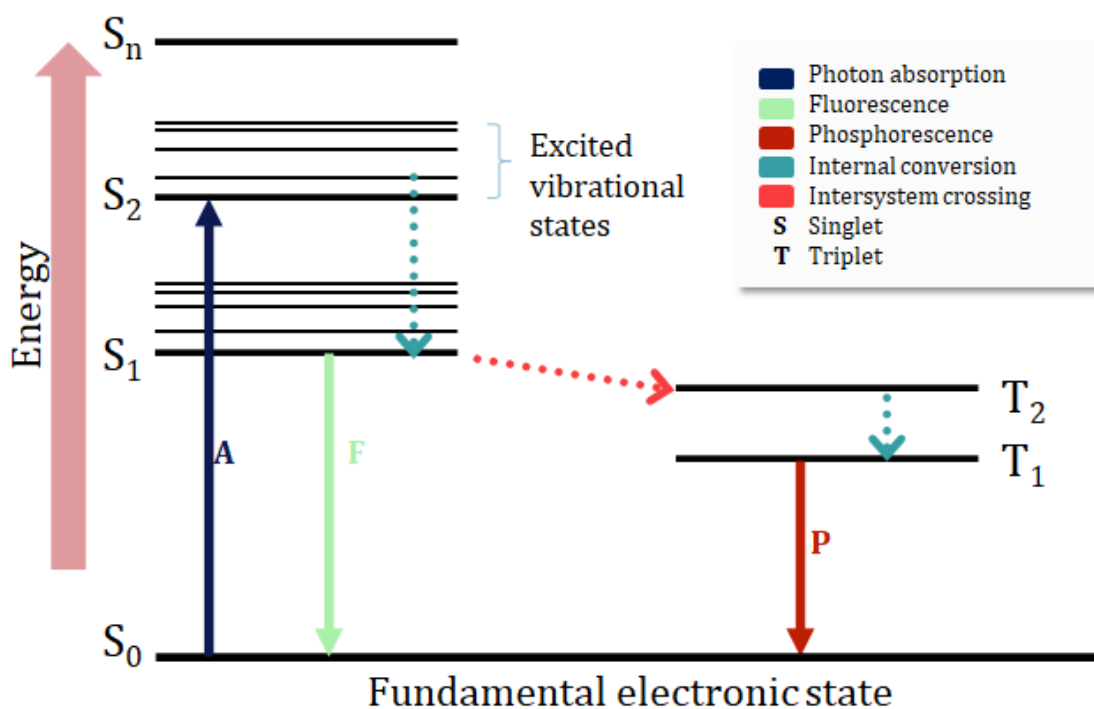 Sₙ
Photon absorption
Fluorescence
Phosphorescence
Internal conversion
Intersystem crossing
S Singlet
T Triplet
Excited
vibrational
states
S₂
Energy
S₁
T₂
A
F
T₁
P
S₀
Fundamental electronic state